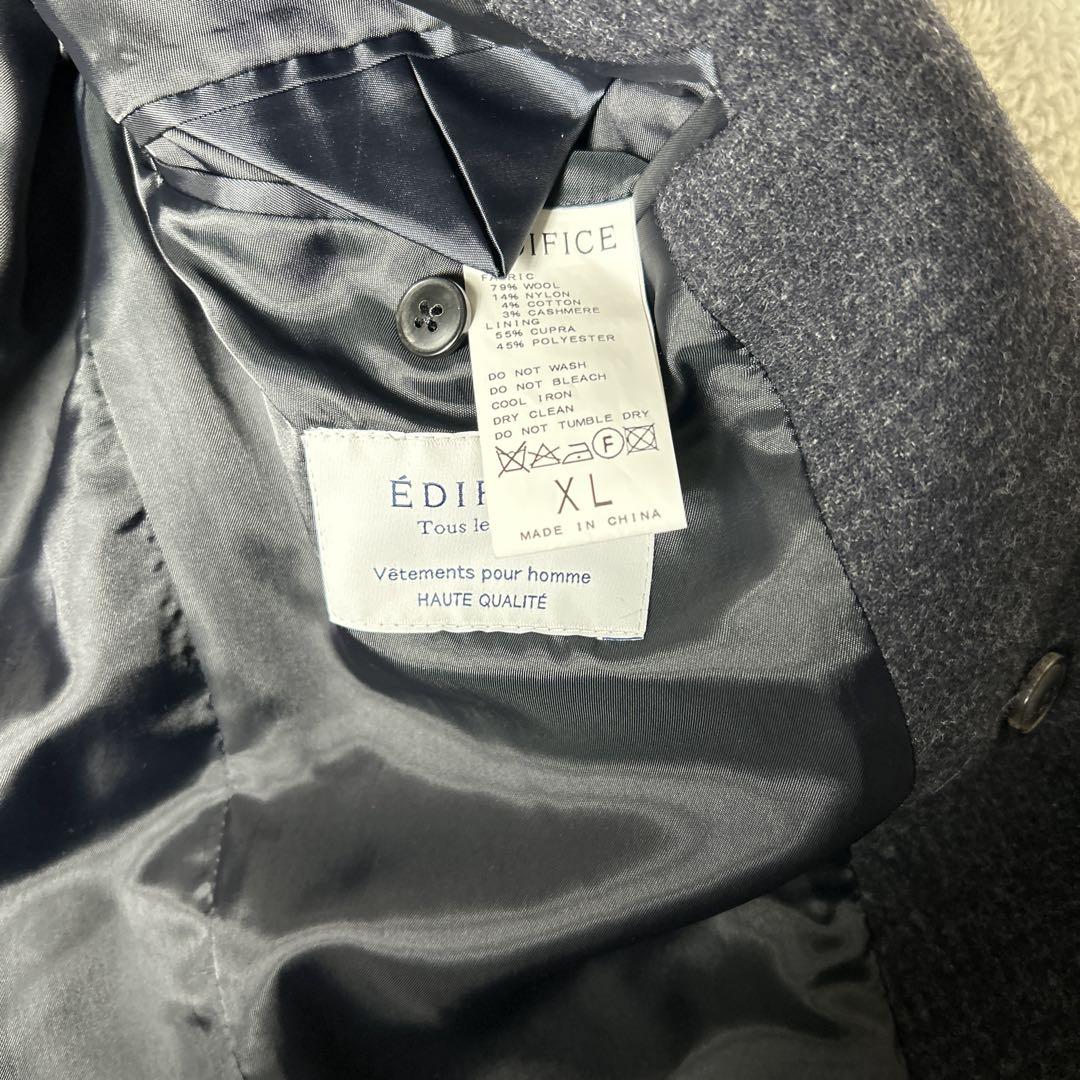 DIFICE
FABRIC
79% WOOL
14% NYLON
4% COTTON
3% CASHMERE
LINING
55% CUPRA
45% POLYESTER
DO NOT WASH
DO NOT BLEACH
COOL IRON
DRY CLEAN
DO NOT TUMBLE DRY
F
XL
MADE IN CHINA
ÉDIF
Tous le
Vêtements pour homme
HAUTE QUALITÉ